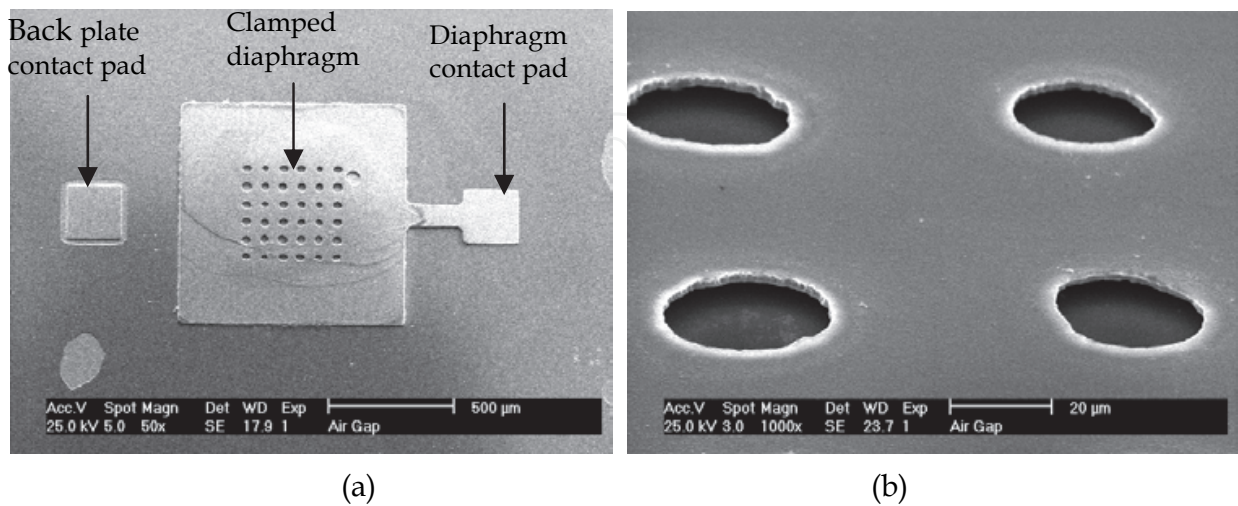 Back plate
contact pad
Clamped
diaphragm
Diaphragm
contact pad
Acc.V Spot Magn Det WD Exp 500 µm
25.0 kV 5.0 50x SE 17.9 1 Air Gap
Acc.V Spot Magn Det WD Exp 20 µm
25.0 kV 3.0 1000x SE 23.7 1 Air Gap
(a)
(b)